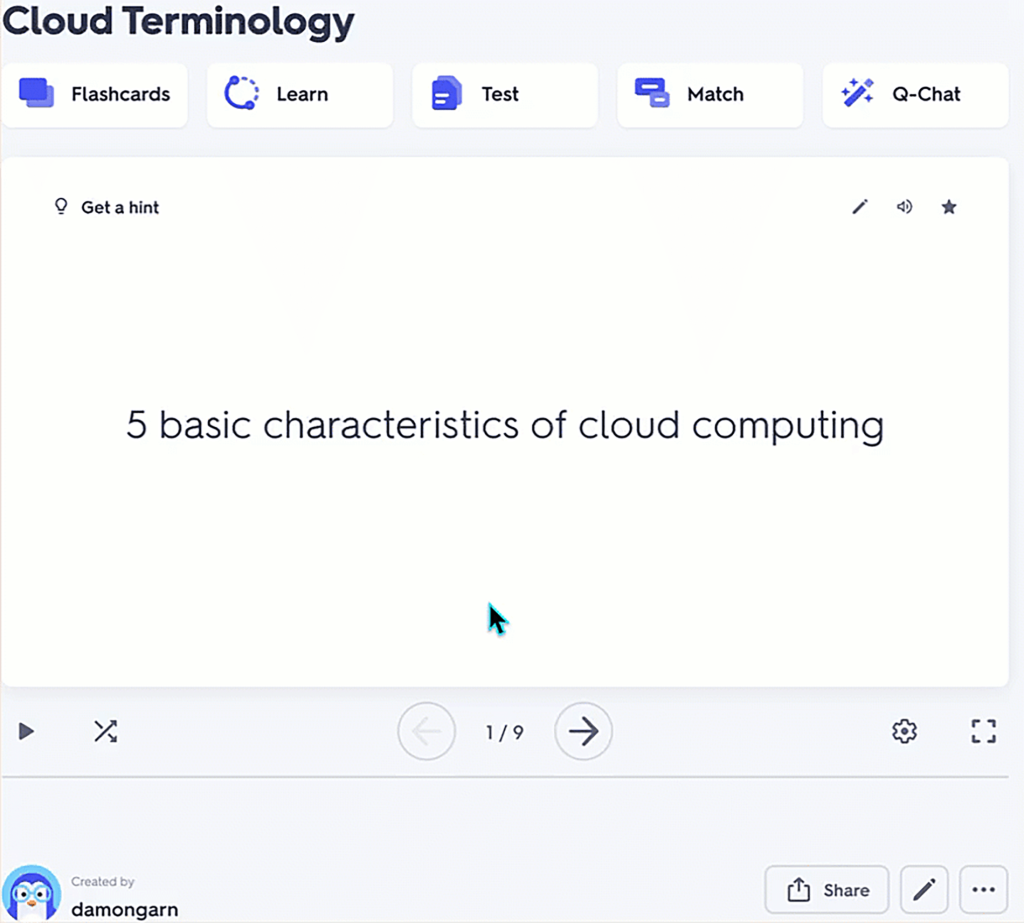 Cloud Terminology
Flashcards
Learn
Test
Match
Q-Chat
Get a hint
5 basic characteristics of cloud computing
1 / 9
Created by
damongarn
Share